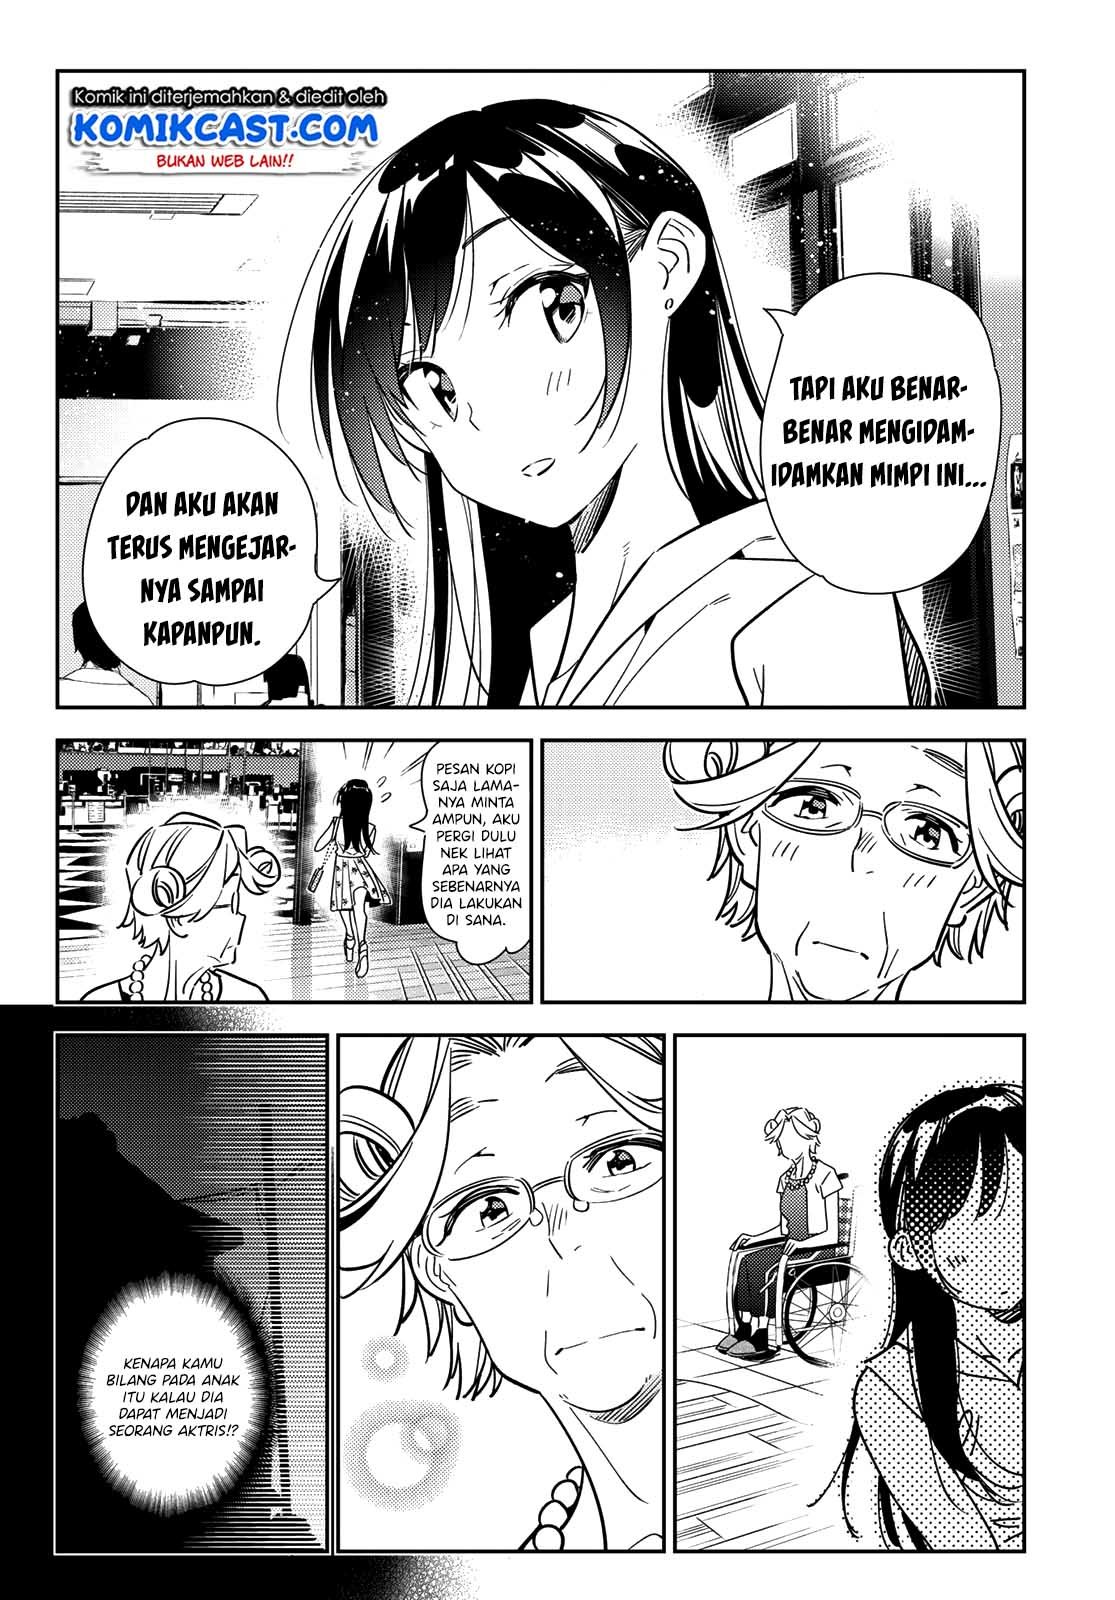 Komik ini diterjemahkan & diedit oleh
KOMIKCAST.COM
BUKAN WEB LAIN!!
TAPI AKU BENAR-
BENAR MENGIDAM-
IDAMKAN MIMPI INI...
DAN AKU AKAN
TERUS MENGEJAR-
NYA SAMPAI
KAPANPUN.
PESAN KOPI
SAJA LAMA-
NYA MINTA
AMPUN, AKU
PERGI DULU
NEK LIHAT
APA YANG
SEBENARNYA
DIA LAKUKAN
DI SANA.
KENAPA KAMU
BILANG PADA ANAK
ITU KALAU DIA
DAPAT MENJADI
SEORANG AKTRIS!?